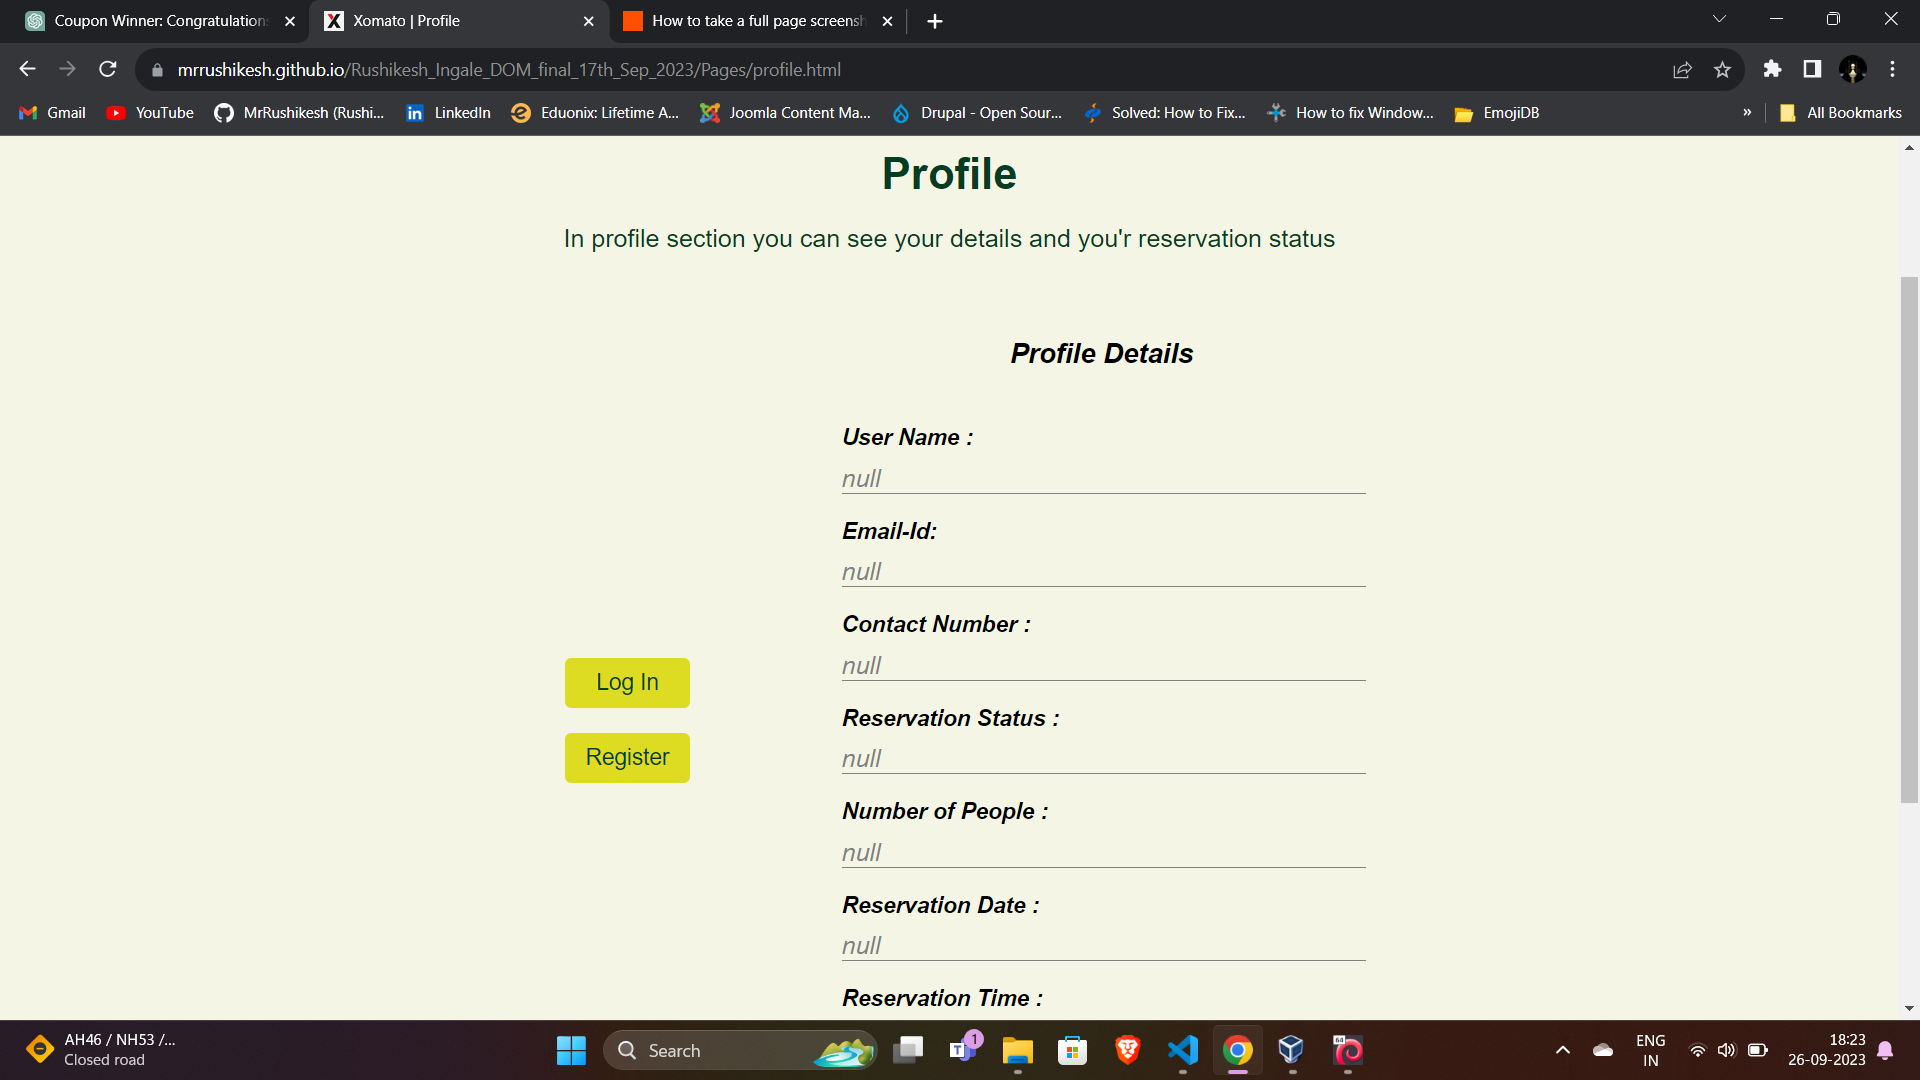 Coupon Winner: Congratulation
Xomato | Profile
How to take a full page screensh
mrrushikesh.github.io/Rushikesh_Ingale_DOM_final_17th_Sep_2023/Pages/profile.html
Gmail
YouTube
MrRushikesh (Rushi...
LinkedIn
Eduonix: Lifetime A...
Joomla Content Ma...
Drupal - Open Sour...
Solved: How to Fix...
How to fix Window...
EmojiDB
»
All Bookmarks
Profile
In profile section you can see your details and you'r reservation status
Profile Details
User Name :
null
Email-Id:
null
Contact Number :
null
Log In
Reservation Status :
null
Register
Number of People :
null
Reservation Date :
null
Reservation Time :
AH46 / NH53 /...
Closed road
Search
1
64
ENG
IN
18:23
26-09-2023